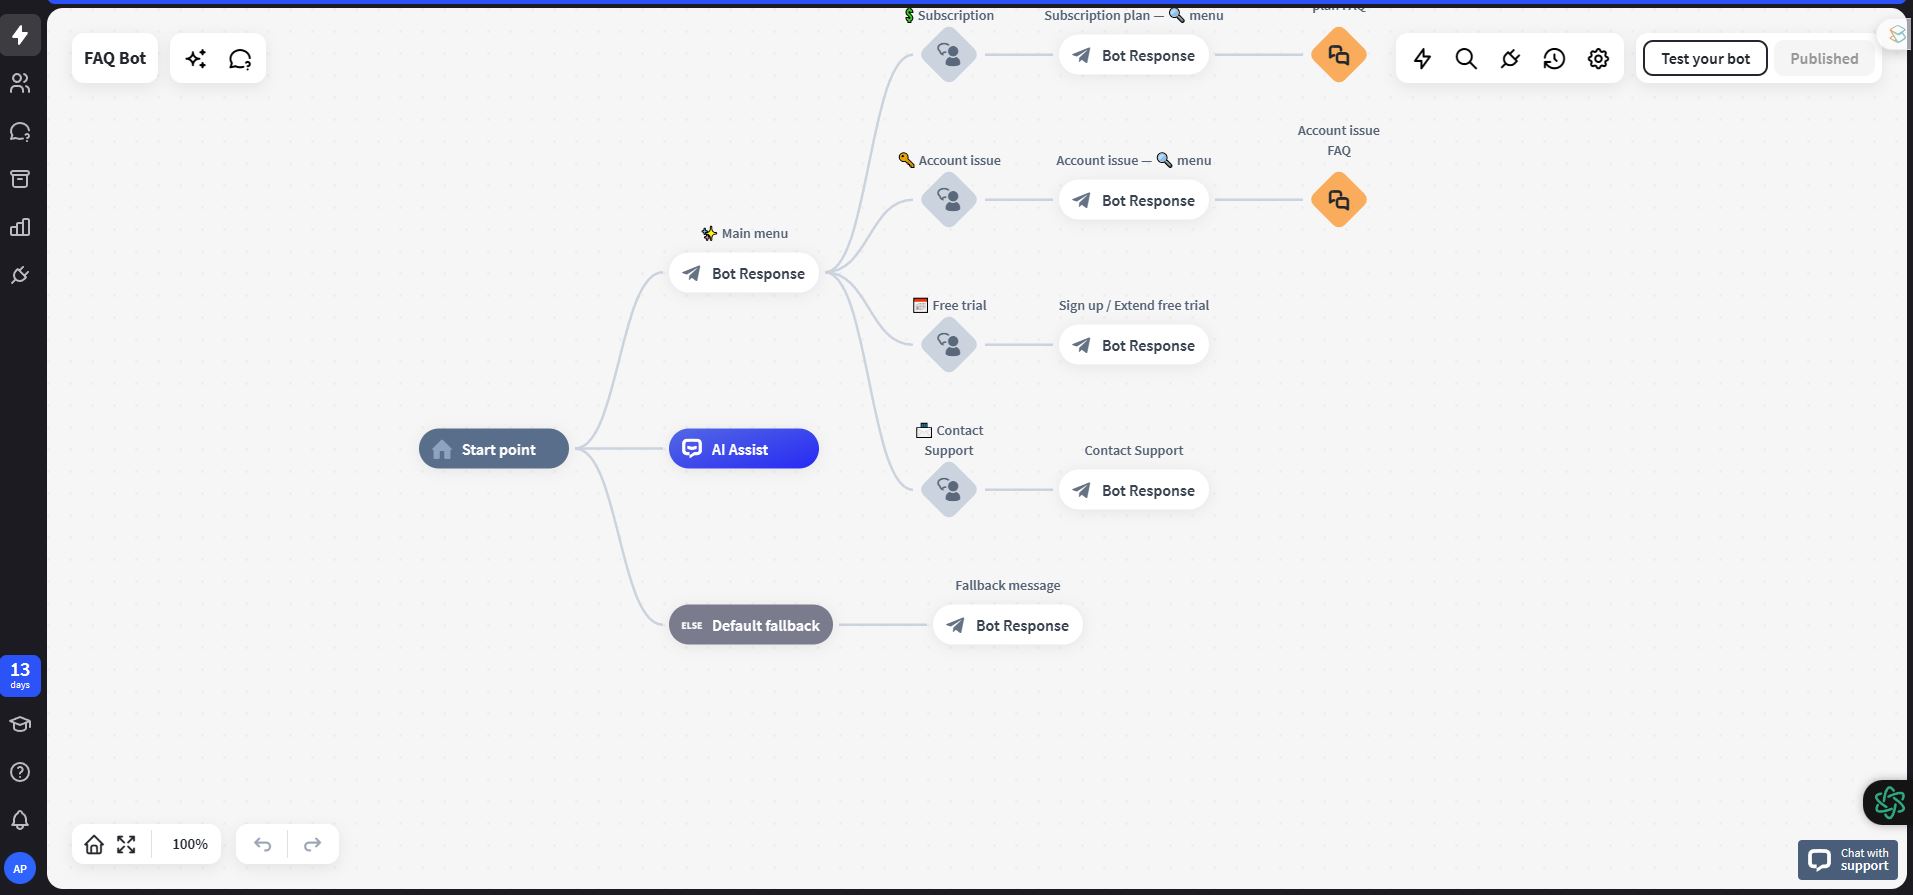 FAQ Bot
Subscription
Subscription plan — menu
plan FAQ
Bot Response
Test your bot
Published
Account issue
FAQ
Account issue
Account issue — menu
Bot Response
Main menu
Bot Response
Free trial
Sign up / Extend free trial
Bot Response
Contact
Support
Contact Support
Start point
AI Assist
Bot Response
Fallback message
ELSE Default fallback
Bot Response
13
days
100%
AP
Chat with
support